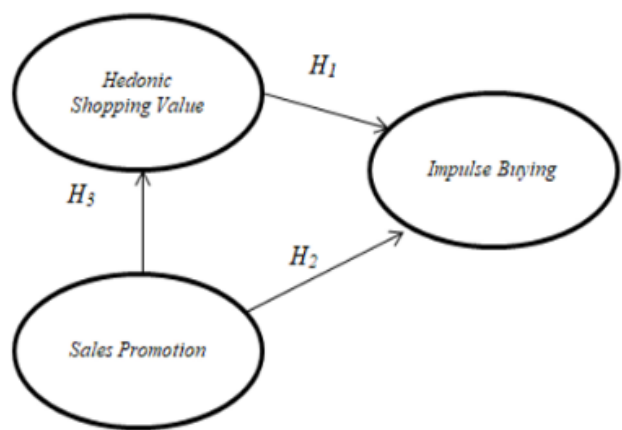 Hedonic
Shopping Value
H₁
Impulse Buying
H₃
H₂
Sales Promotion